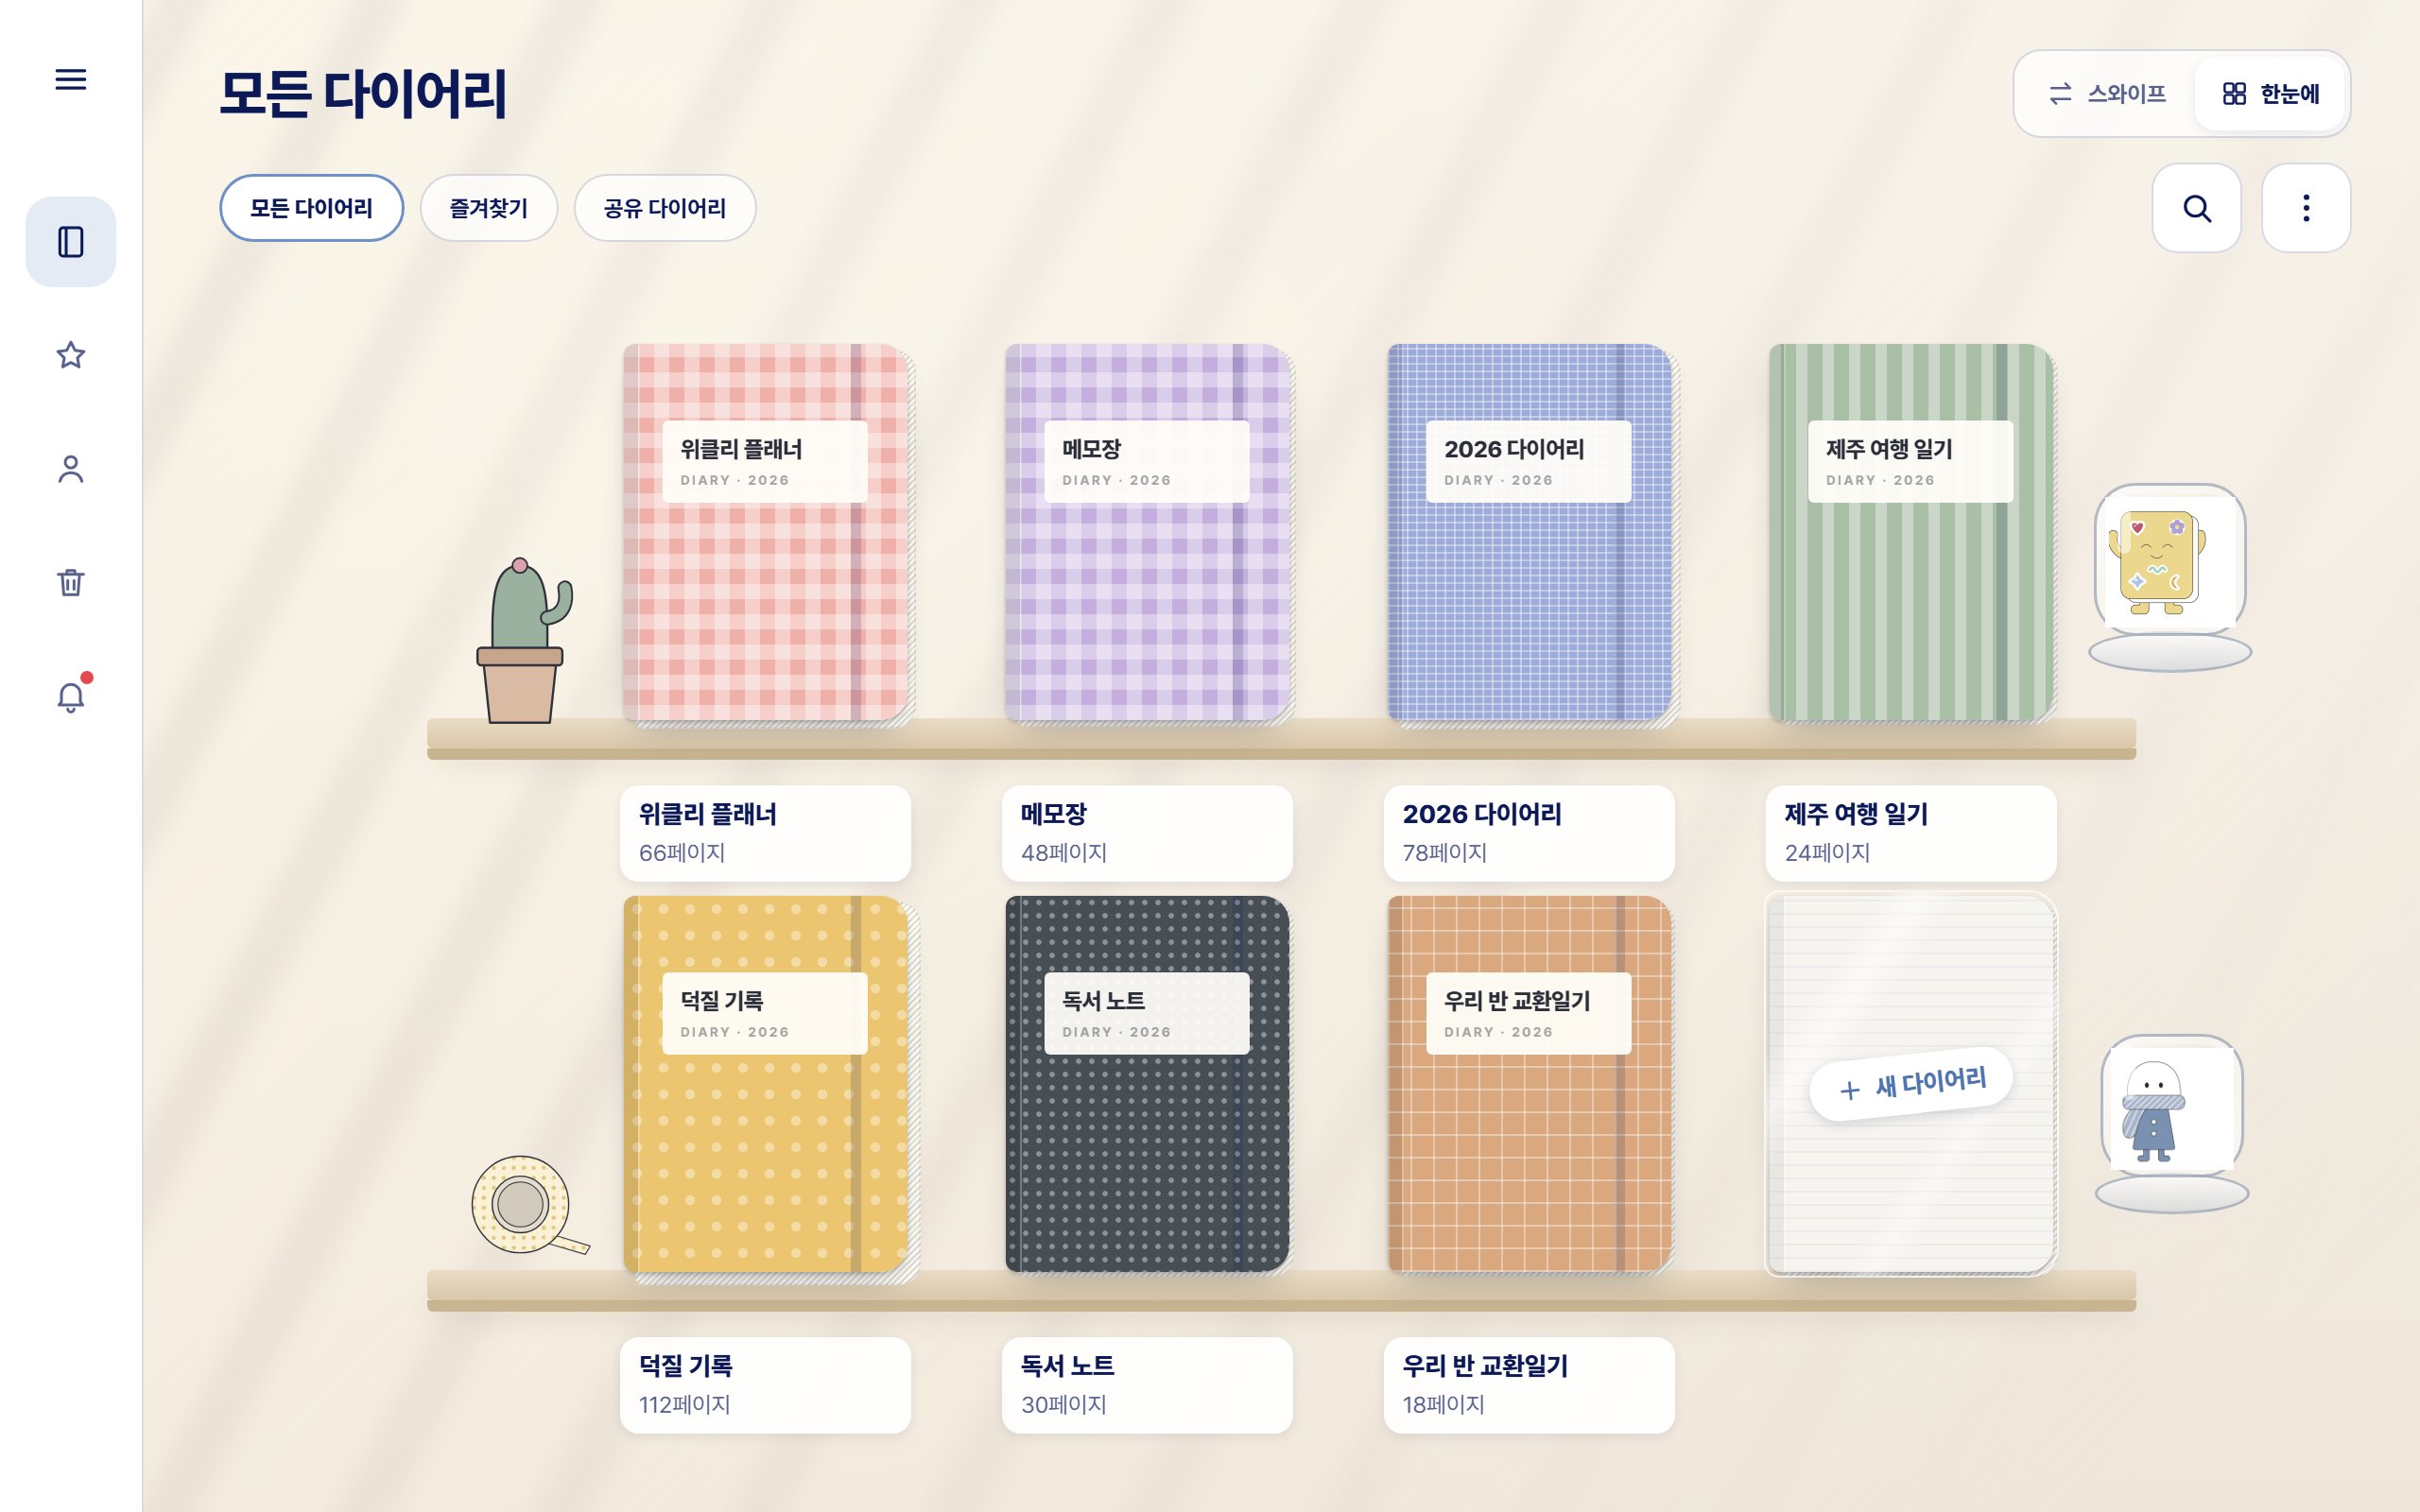 모든 다이어리
스와이프
한눈에
모든 다이어리
즐겨찾기
공유 다이어리
위클리 플래너
DIARY · 2026
메모장
DIARY · 2026
2026 다이어리
DIARY · 2026
제주 여행 일기
DIARY · 2026
위클리 플래너
66페이지
메모장
48페이지
2026 다이어리
78페이지
제주 여행 일기
24페이지
덕질 기록
DIARY · 2026
독서 노트
DIARY · 2026
우리 반 교환일기
DIARY · 2026
+ 새 다이어리
덕질 기록
112페이지
독서 노트
30페이지
우리 반 교환일기
18페이지